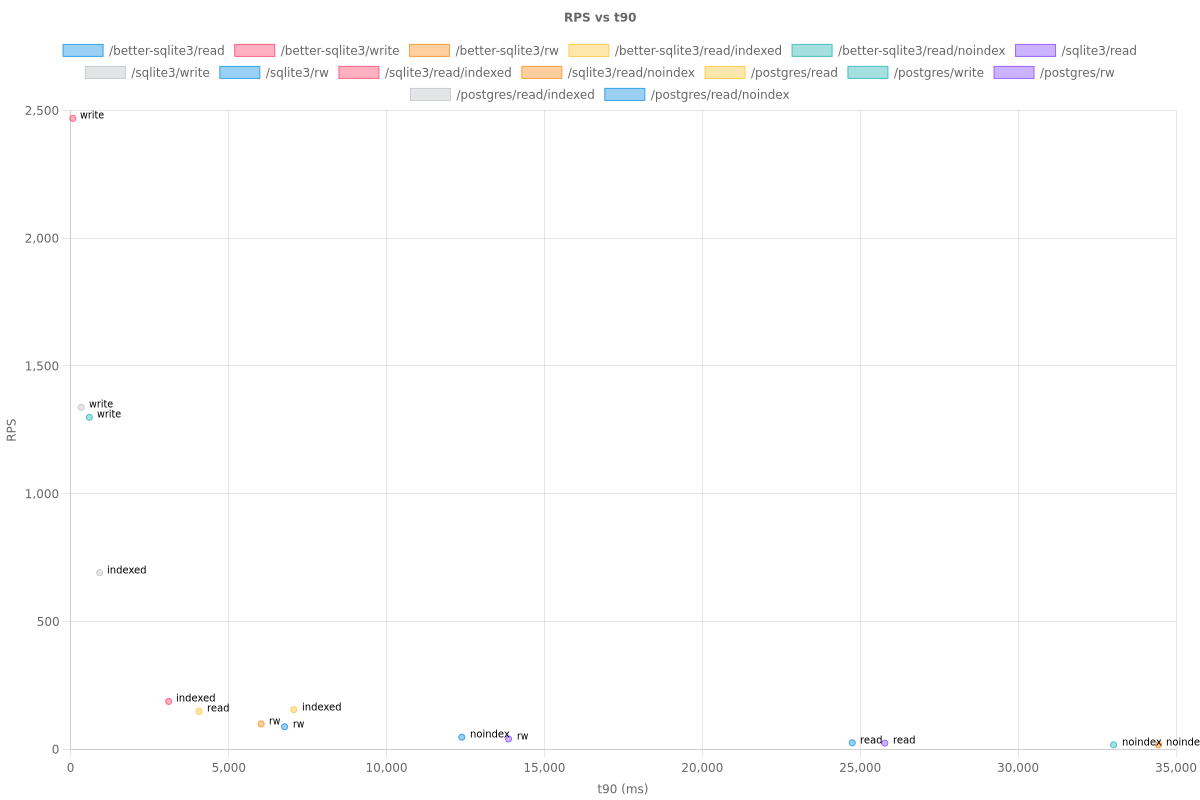 RPS vs t90
/better-sqlite3/read /better-sqlite3/write /better-sqlite3/rw /better-sqlite3/read/indexed /better-sqlite3/read/noindex /sqlite3/read
/sqlite3/write /sqlite3/rw /sqlite3/read/indexed /sqlite3/read/noindex /postgres/read /postgres/write /postgres/rw
/postgres/read/indexed /postgres/read/noindex
2,500
write
2,000
1,500
write
write
RPS
1,000
indexed
500
indexed
read
indexed
rw
rw
noindex
rw
read
read
noindex
noinde
0
0 5,000 10,000 15,000 20,000 25,000 30,000 35,000
t90 (ms)